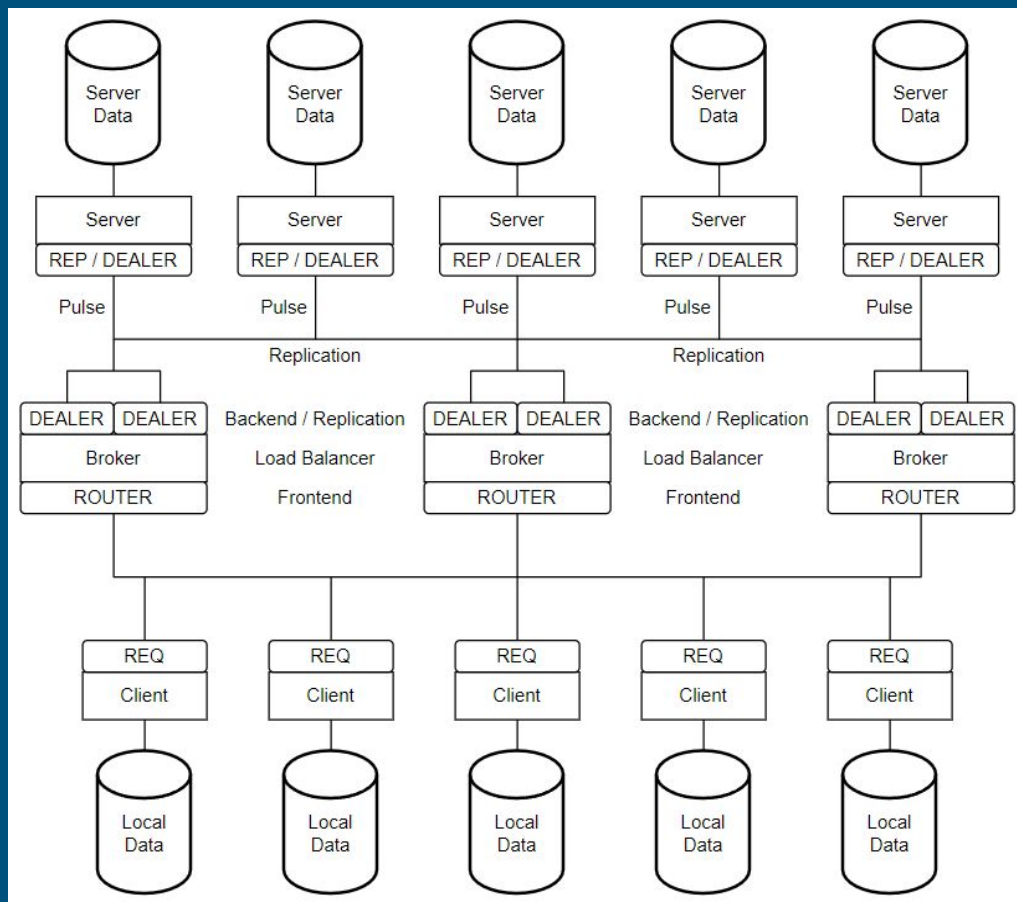 Server
Data
Server
Data
Server
Data
Server
Data
Server
Data
Server
Server
Server
Server
Server
REP / DEALER
REP / DEALER
REP / DEALER
REP / DEALER
REP / DEALER
Pulse
Pulse
Pulse
Pulse
Pulse
Replication
Replication
DEALER
DEALER
Backend / Replication
DEALER
DEALER
Backend / Replication
DEALER
DEALER
Broker
Load Balancer
Broker
Load Balancer
Broker
ROUTER
Frontend
ROUTER
Frontend
ROUTER
REQ
REQ
REQ
REQ
REQ
Client
Client
Client
Client
Client
Local
Data
Local
Data
Local
Data
Local
Data
Local
Data